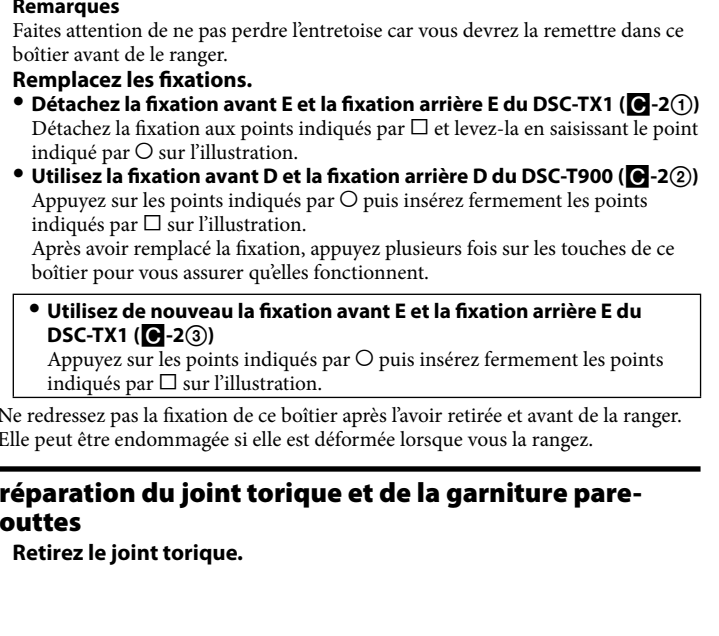 Remarques
Faites attention de ne pas perdre l’entretoise car vous devrez la remettre dans ce
boîtier avant de le ranger.
Remplacez les fixations.
• Détachez la fixation avant E et la fixation arrière E du DSC-TX1 (C-2①)
Détachez la fixation aux points indiqués par □ et levez-la en saisissant le point
indiqué par ○ sur l’illustration.
• Utilisez la fixation avant D et la fixation arrière D du DSC-T900 (C-2②)
Appuyez sur les points indiqués par ○ puis insérez fermement les points
indiqués par □ sur l’illustration.
Après avoir remplacé la fixation, appuyez plusieurs fois sur les touches de ce
boîtier pour vous assurer qu’elles fonctionnent.
• Utilisez de nouveau la fixation avant E et la fixation arrière E du
DSC-TX1 (C-2③)
Appuyez sur les points indiqués par ○ puis insérez fermement les points
indiqués par □ sur l’illustration.
Ne redressez pas la fixation de ce boîtier après l’avoir retirée et avant de la ranger.
Elle peut être endommagée si elle est déformée lorsque vous la rangez.
réparation du joint torique et de la garniture pare-
outtes
Retirez le joint torique.